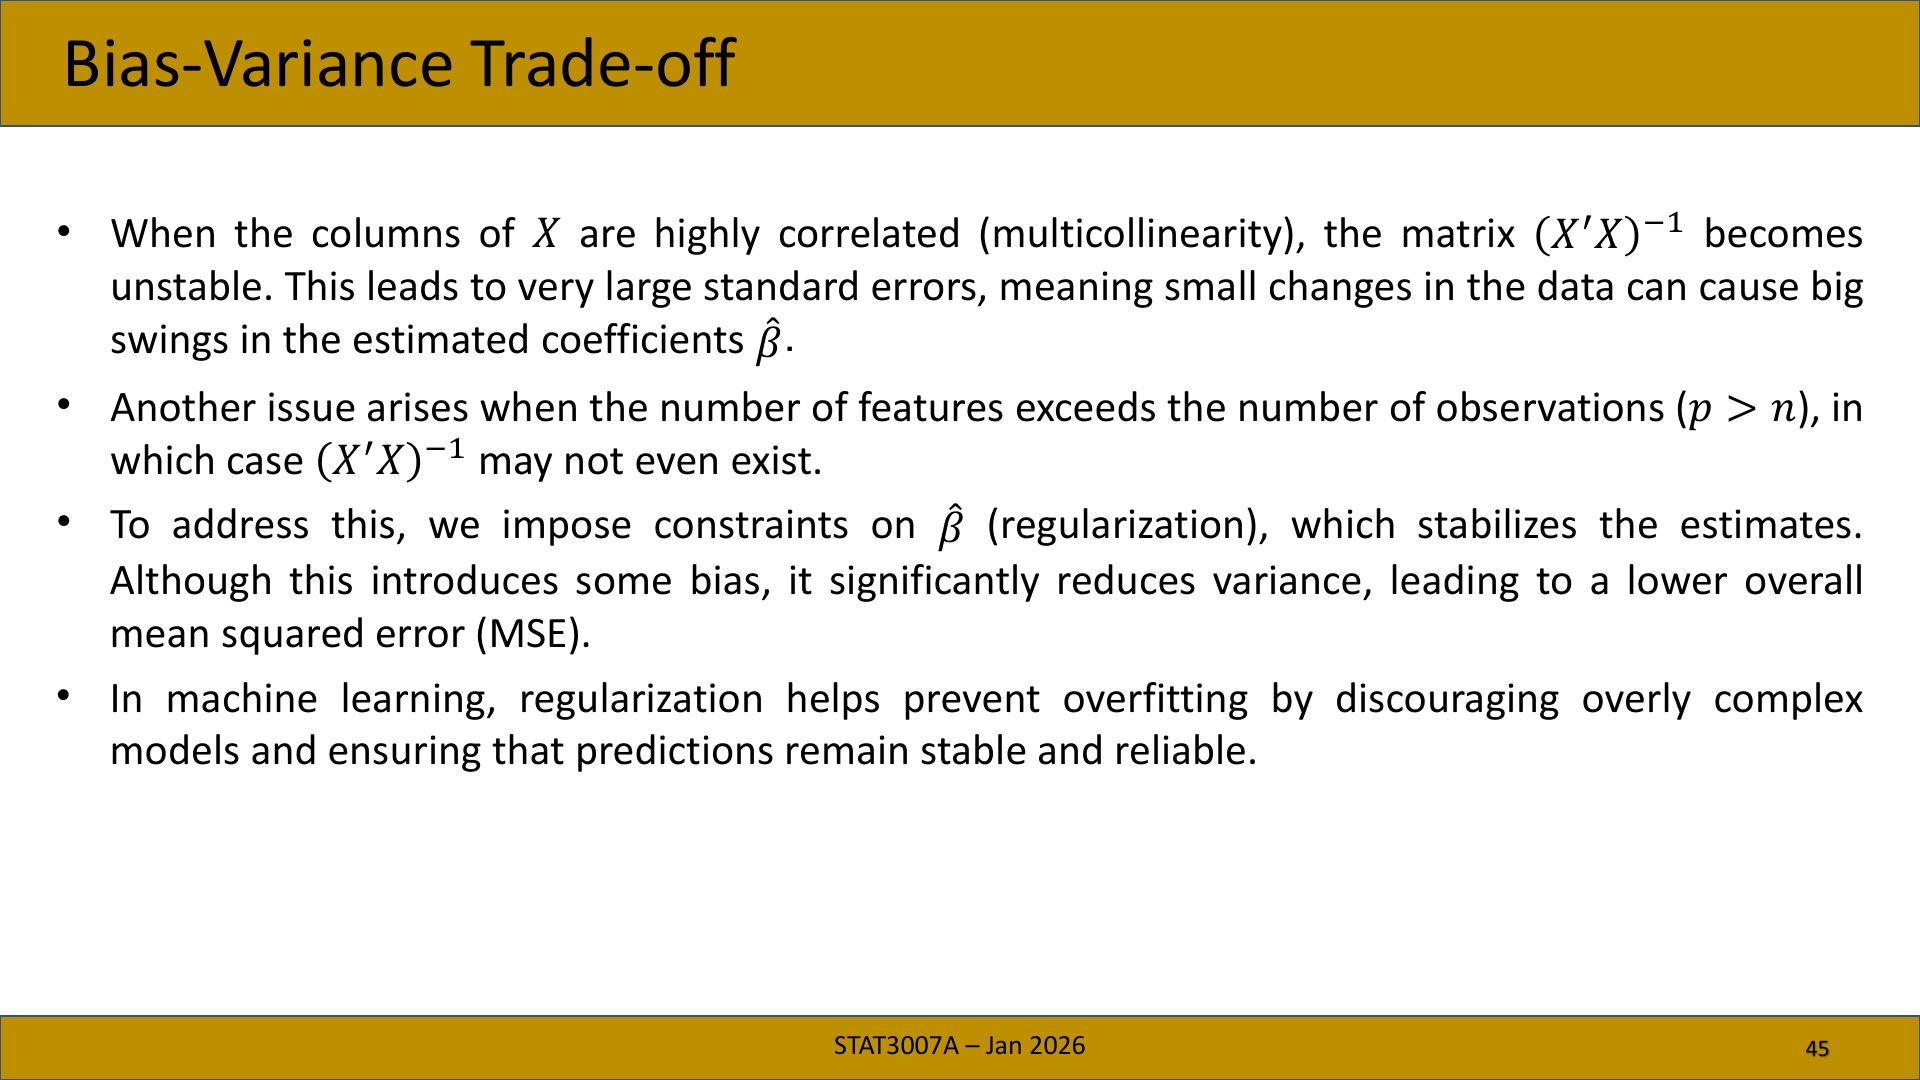 Bias-Variance Trade-off
• When the columns of X are highly correlated (multicollinearity), the matrix (X′X)⁻¹ becomes
unstable. This leads to very large standard errors, meaning small changes in the data can cause big
swings in the estimated coefficients β̂.
• Another issue arises when the number of features exceeds the number of observations (p > n), in
which case (X′X)⁻¹ may not even exist.
• To address this, we impose constraints on β̂ (regularization), which stabilizes the estimates.
Although this introduces some bias, it significantly reduces variance, leading to a lower overall
mean squared error (MSE).
• In machine learning, regularization helps prevent overfitting by discouraging overly complex
models and ensuring that predictions remain stable and reliable.
STAT3007A – Jan 2026
45